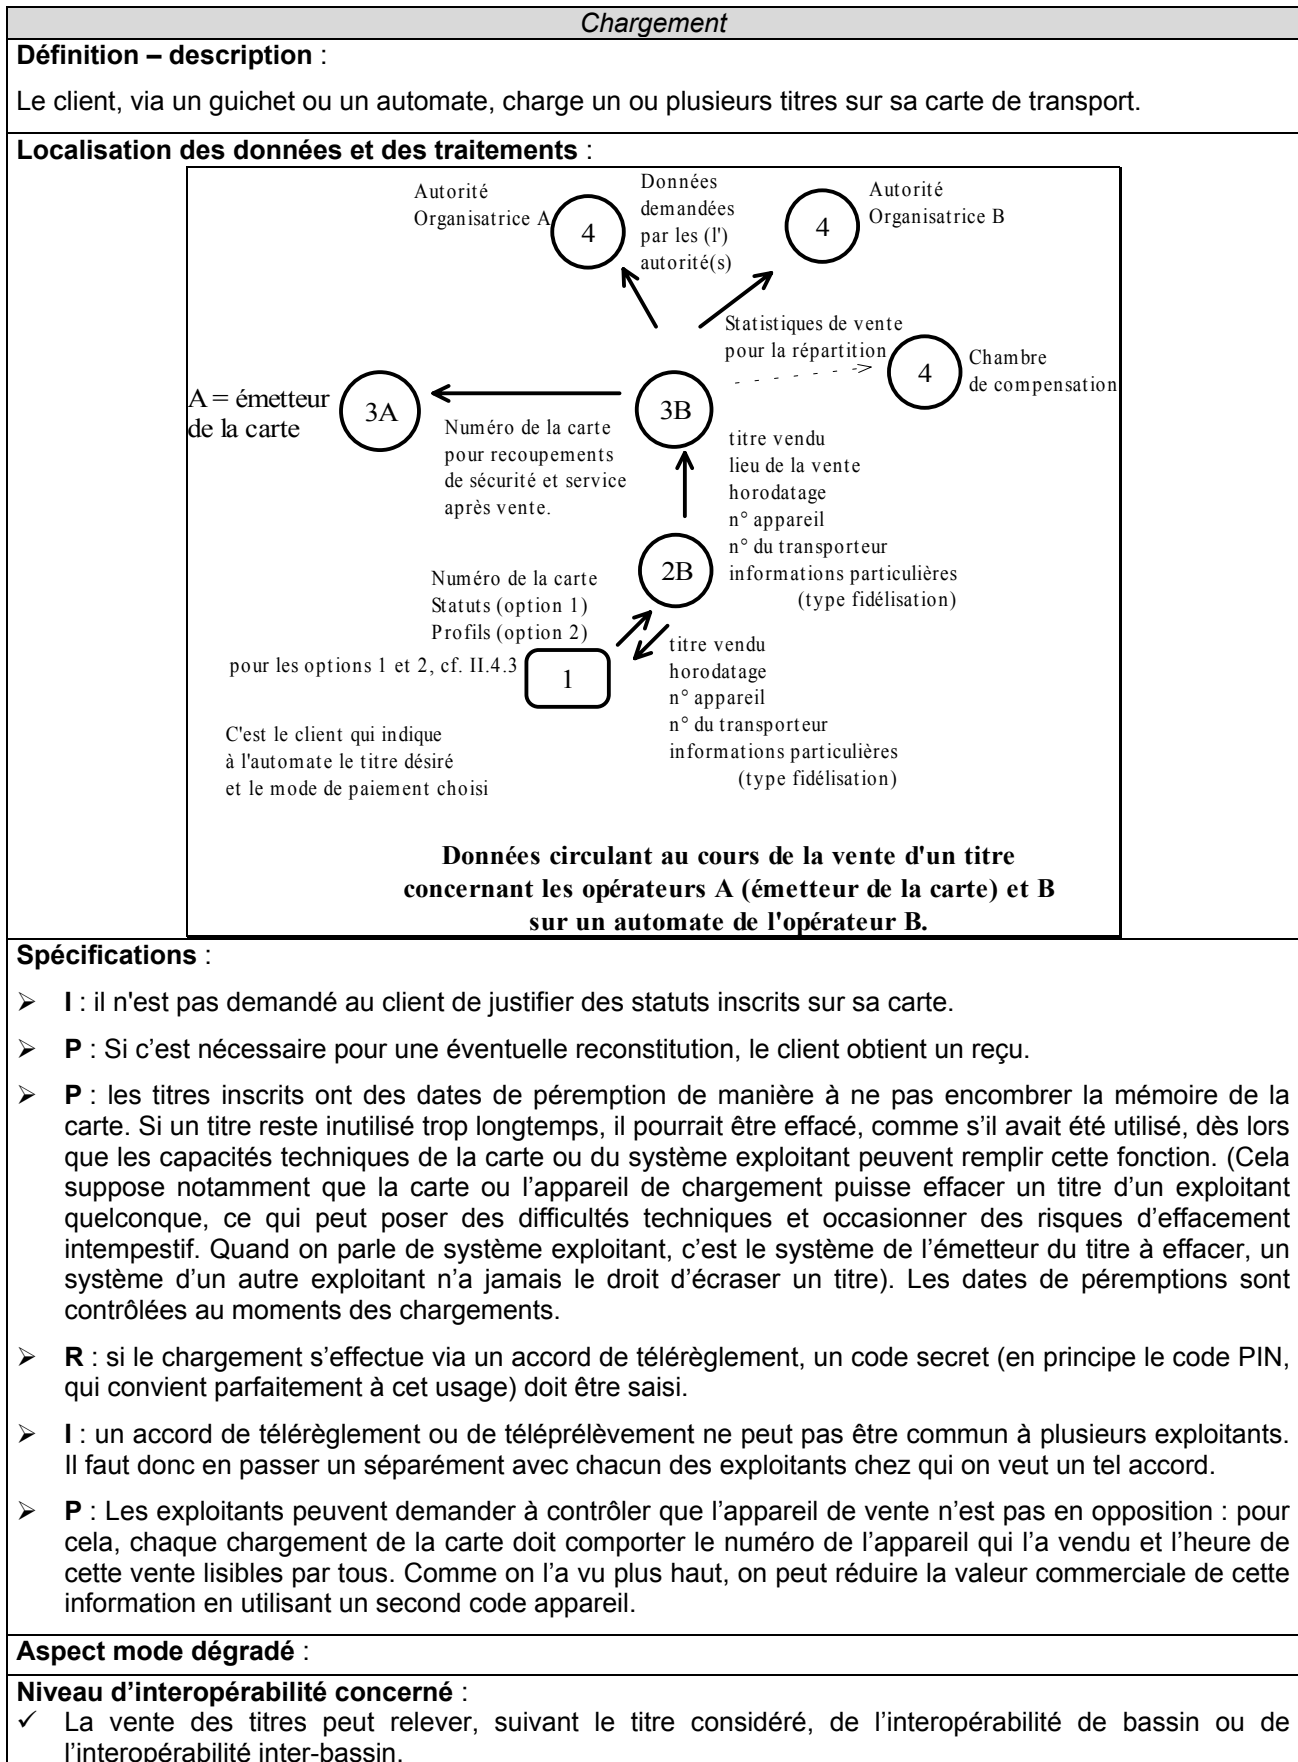 Chargement
Définition – description :
Le client, via un guichet ou un automate, charge un ou plusieurs titres sur sa carte de transport.
Localisation des données et des traitements :
Autorité
Organisatrice A
4
Données
demandées
par les (l')
autorité(s)
4
Autorité
Organisatrice B
Statistiques de vente
pour la répartition
4
Chambre
de compensation
A = émetteur
de la carte
3A
3B
Numéro de la carte
pour recoupements
de sécurité et service
après vente.
titre vendu
lieu de la vente
horodatage
n° appareil
n° du transporteur
informations particulières
(type fidélisation)
2B
Numéro de la carte
Statuts (option 1)
Profils (option 2)
pour les options 1 et 2, cf. II.4.3
1
titre vendu
horodatage
n° appareil
n° du transporteur
informations particulières
(type fidélisation)
C'est le client qui indique
à l'automate le titre désiré
et le mode de paiement choisi
Données circulant au cours de la vente d'un titre
concernant les opérateurs A (émetteur de la carte) et B
sur un automate de l'opérateur B.
Spécifications :
➢ I : il n'est pas demandé au client de justifier des statuts inscrits sur sa carte.
➢ P : Si c’est nécessaire pour une éventuelle reconstitution, le client obtient un reçu.
➢ P : les titres inscrits ont des dates de péremption de manière à ne pas encombrer la mémoire de la
carte. Si un titre reste inutilisé trop longtemps, il pourrait être effacé, comme s’il avait été utilisé, dès lors
que les capacités techniques de la carte ou du système exploitant peuvent remplir cette fonction. (Cela
suppose notamment que la carte ou l’appareil de chargement puisse effacer un titre d’un exploitant
quelconque, ce qui peut poser des difficultés techniques et occasionner des risques d’effacement
intempestif. Quand on parle de système exploitant, c’est le système de l’émetteur du titre à effacer, un
système d’un autre exploitant n’a jamais le droit d’écraser un titre). Les dates de péremptions sont
contrôlées au moments des chargements.
➢ R : si le chargement s’effectue via un accord de télérèglement, un code secret (en principe le code PIN,
qui convient parfaitement à cet usage) doit être saisi.
➢ I : un accord de télérèglement ou de téléprélèvement ne peut pas être commun à plusieurs exploitants.
Il faut donc en passer un séparément avec chacun des exploitants chez qui on veut un tel accord.
➢ P : Les exploitants peuvent demander à contrôler que l’appareil de vente n’est pas en opposition : pour
cela, chaque chargement de la carte doit comporter le numéro de l’appareil qui l’a vendu et l’heure de
cette vente lisibles par tous. Comme on l’a vu plus haut, on peut réduire la valeur commerciale de cette
information en utilisant un second code appareil.
Aspect mode dégradé :
Niveau d’interopérabilité concerné :
✓ La vente des titres peut relever, suivant le titre considéré, de l’interopérabilité de bassin ou de
l’interopérabilité inter-bassin.